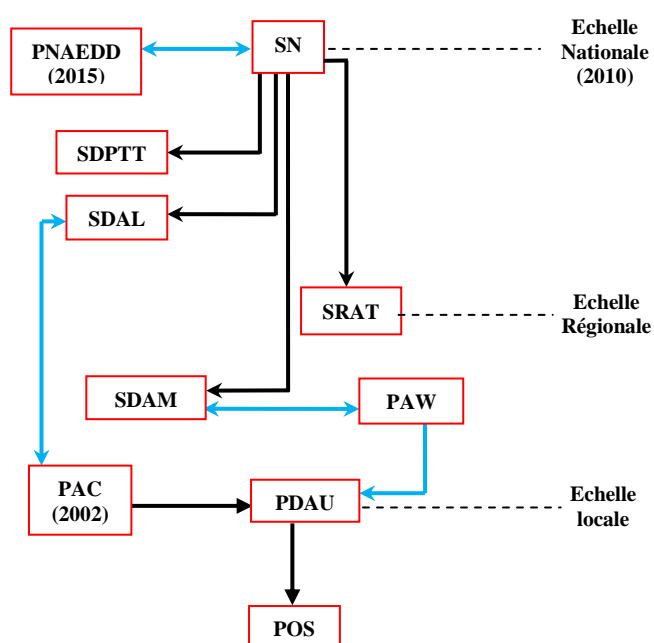 PNAEDD
(2015)
SN
Echelle
Nationale
(2010)
SDPTT
SDAL
SRAT
Echelle
Régionale
SDAM
PAW
PAC
(2002)
PDAU
Echelle
locale
POS